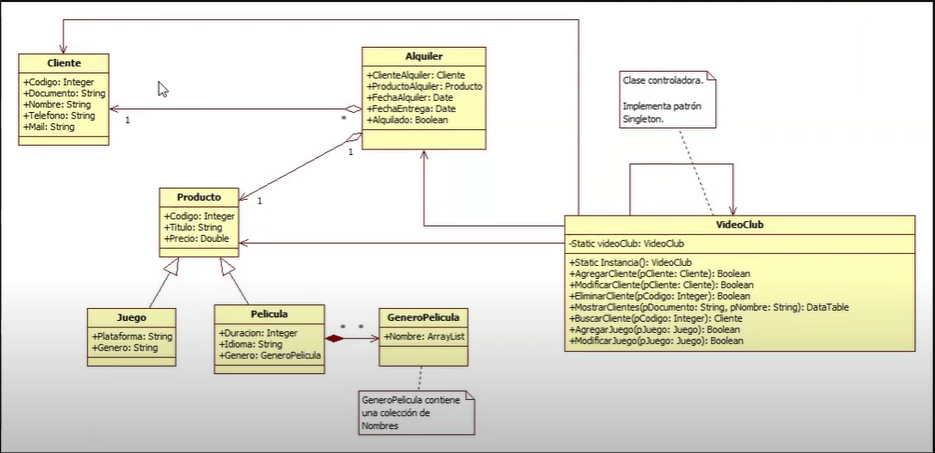 Cliente
+Codigo: Integer
+Documento: String
+Nombre: String
+Telefono: String
+Mail: String
1
*
Alquiler
+ClienteAlquiler: Cliente
+ProductoAlquiler: Producto
+FechaAlquiler: Date
+FechaEntrega: Date
+Alquilado: Boolean
1
1
Clase controladora.
Implementa patrón
Singleton.
Producto
+Codigo: Integer
+Titulo: String
+Precio: Double
VideoClub
-Static videoClub: VideoClub
+Static Instancia(): VideoClub
+AgregarCliente(pCliente: Cliente): Boolean
+ModificarCliente(pCliente: Cliente): Boolean
+EliminarCliente(pCodigo: Integer): Boolean
+MostrarClientes(pDocumento: String, pNombre: String): DataTable
+BuscarCliente(pCodigo: Integer): Cliente
+AgregarJuego(pJuego: Juego): Boolean
+ModificarJuego(pJuego: Juego): Boolean
Juego
+Plataforma: String
+Genero: String
Pelicula
+Duracion: Integer
+Idioma: String
+Genero: GeneroPelicula
* *
GeneroPelicula
+Nombre: ArrayList
GeneroPelicula contiene
una colección de
Nombres